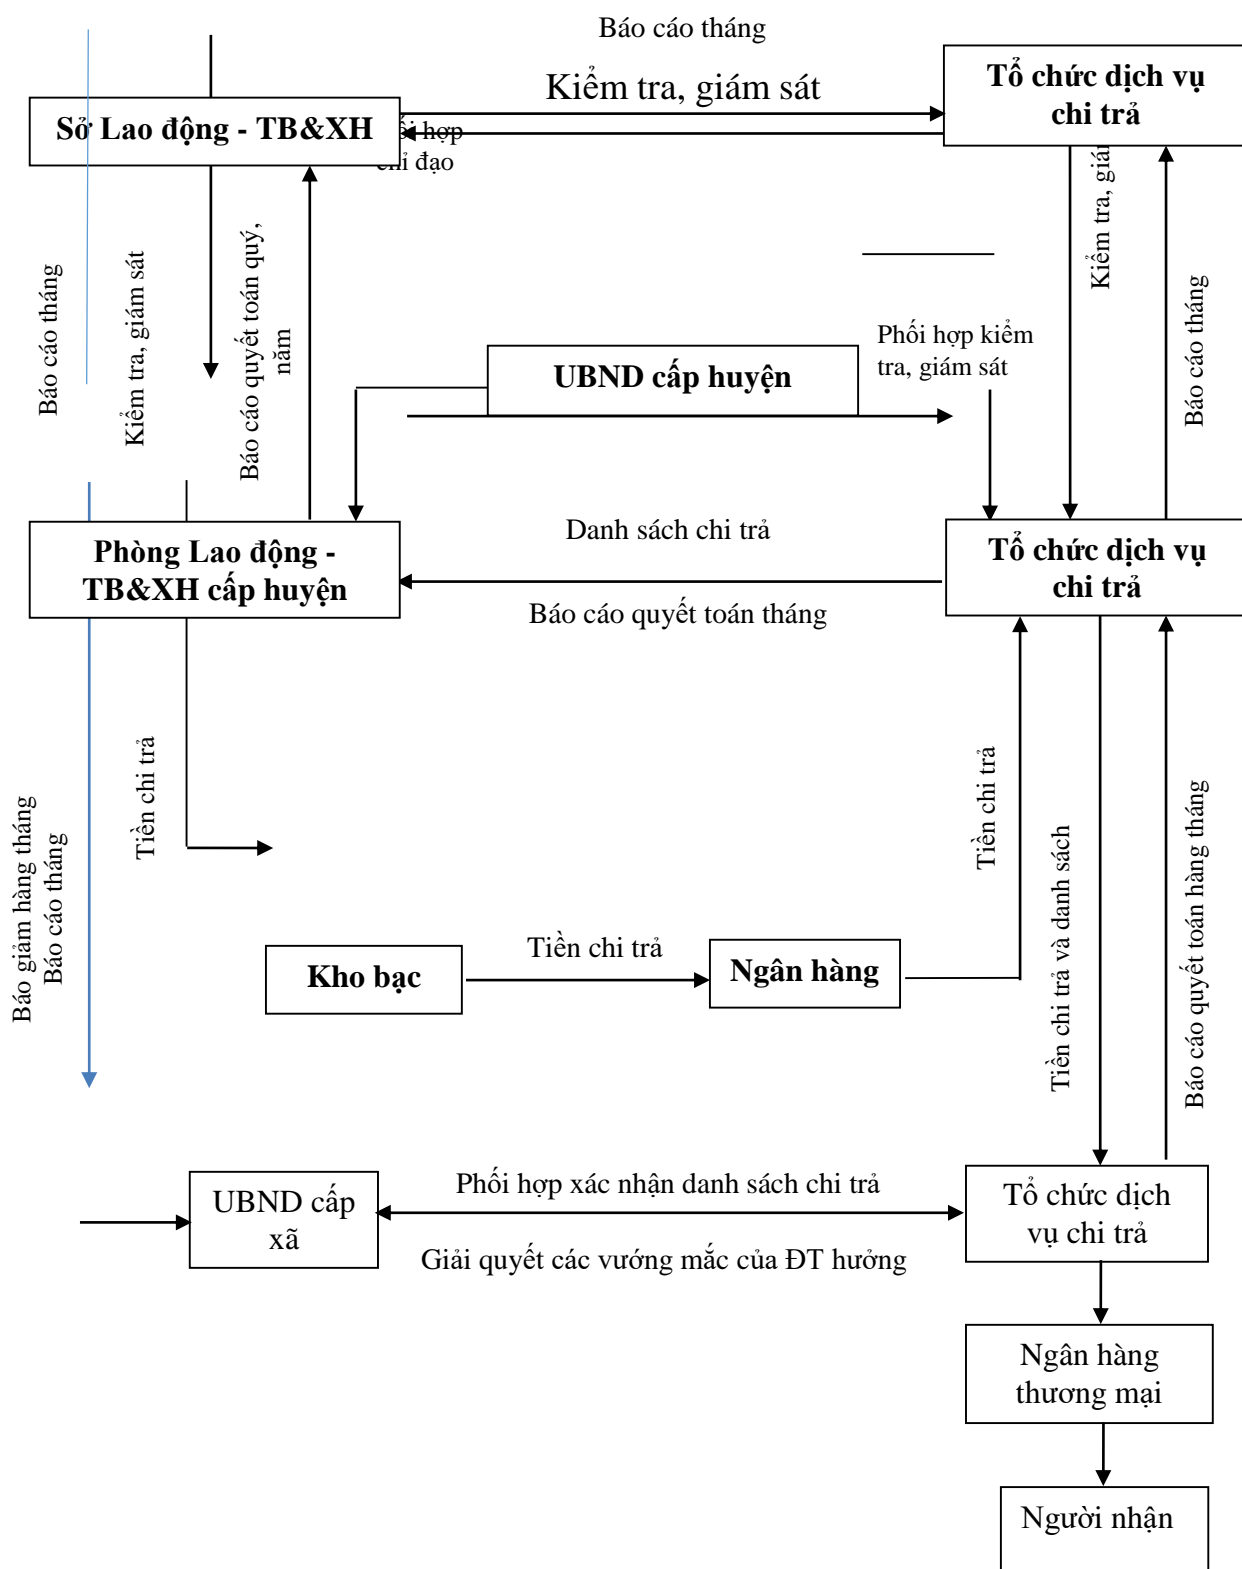 Báo cáo tháng
Kiểm tra, giám sát
Tổ chức dịch vụ
chi trả
Sở Lao động - TB&XH
hợp
đạo
Kiểm tra,
Báo cáo tháng
Kiểm tra, giám sát
Báo cáo quyết toán quý,
năm
Báo cáo tháng
UBND cấp huyện
Phối hợp kiểm
tra, giám sát
Phòng Lao động -
TB&XH cấp huyện
Danh sách chi trả
Báo cáo quyết toán tháng
Tổ chức dịch vụ
chi trả
Báo giảm hàng tháng
Báo cáo tháng
Tiền chi trả
Tiền chi trả
Tiền chi trả và danh sách
Báo cáo quyết toán hàng tháng
Kho bạc
Tiền chi trả
Ngân hàng
UBND cấp
xã
Phối hợp xác nhận danh sách chi trả
Giải quyết các vướng mắc của ĐT hưởng
Tổ chức dịch
vụ chi trả
Ngân hàng
thương mại
Người nhận